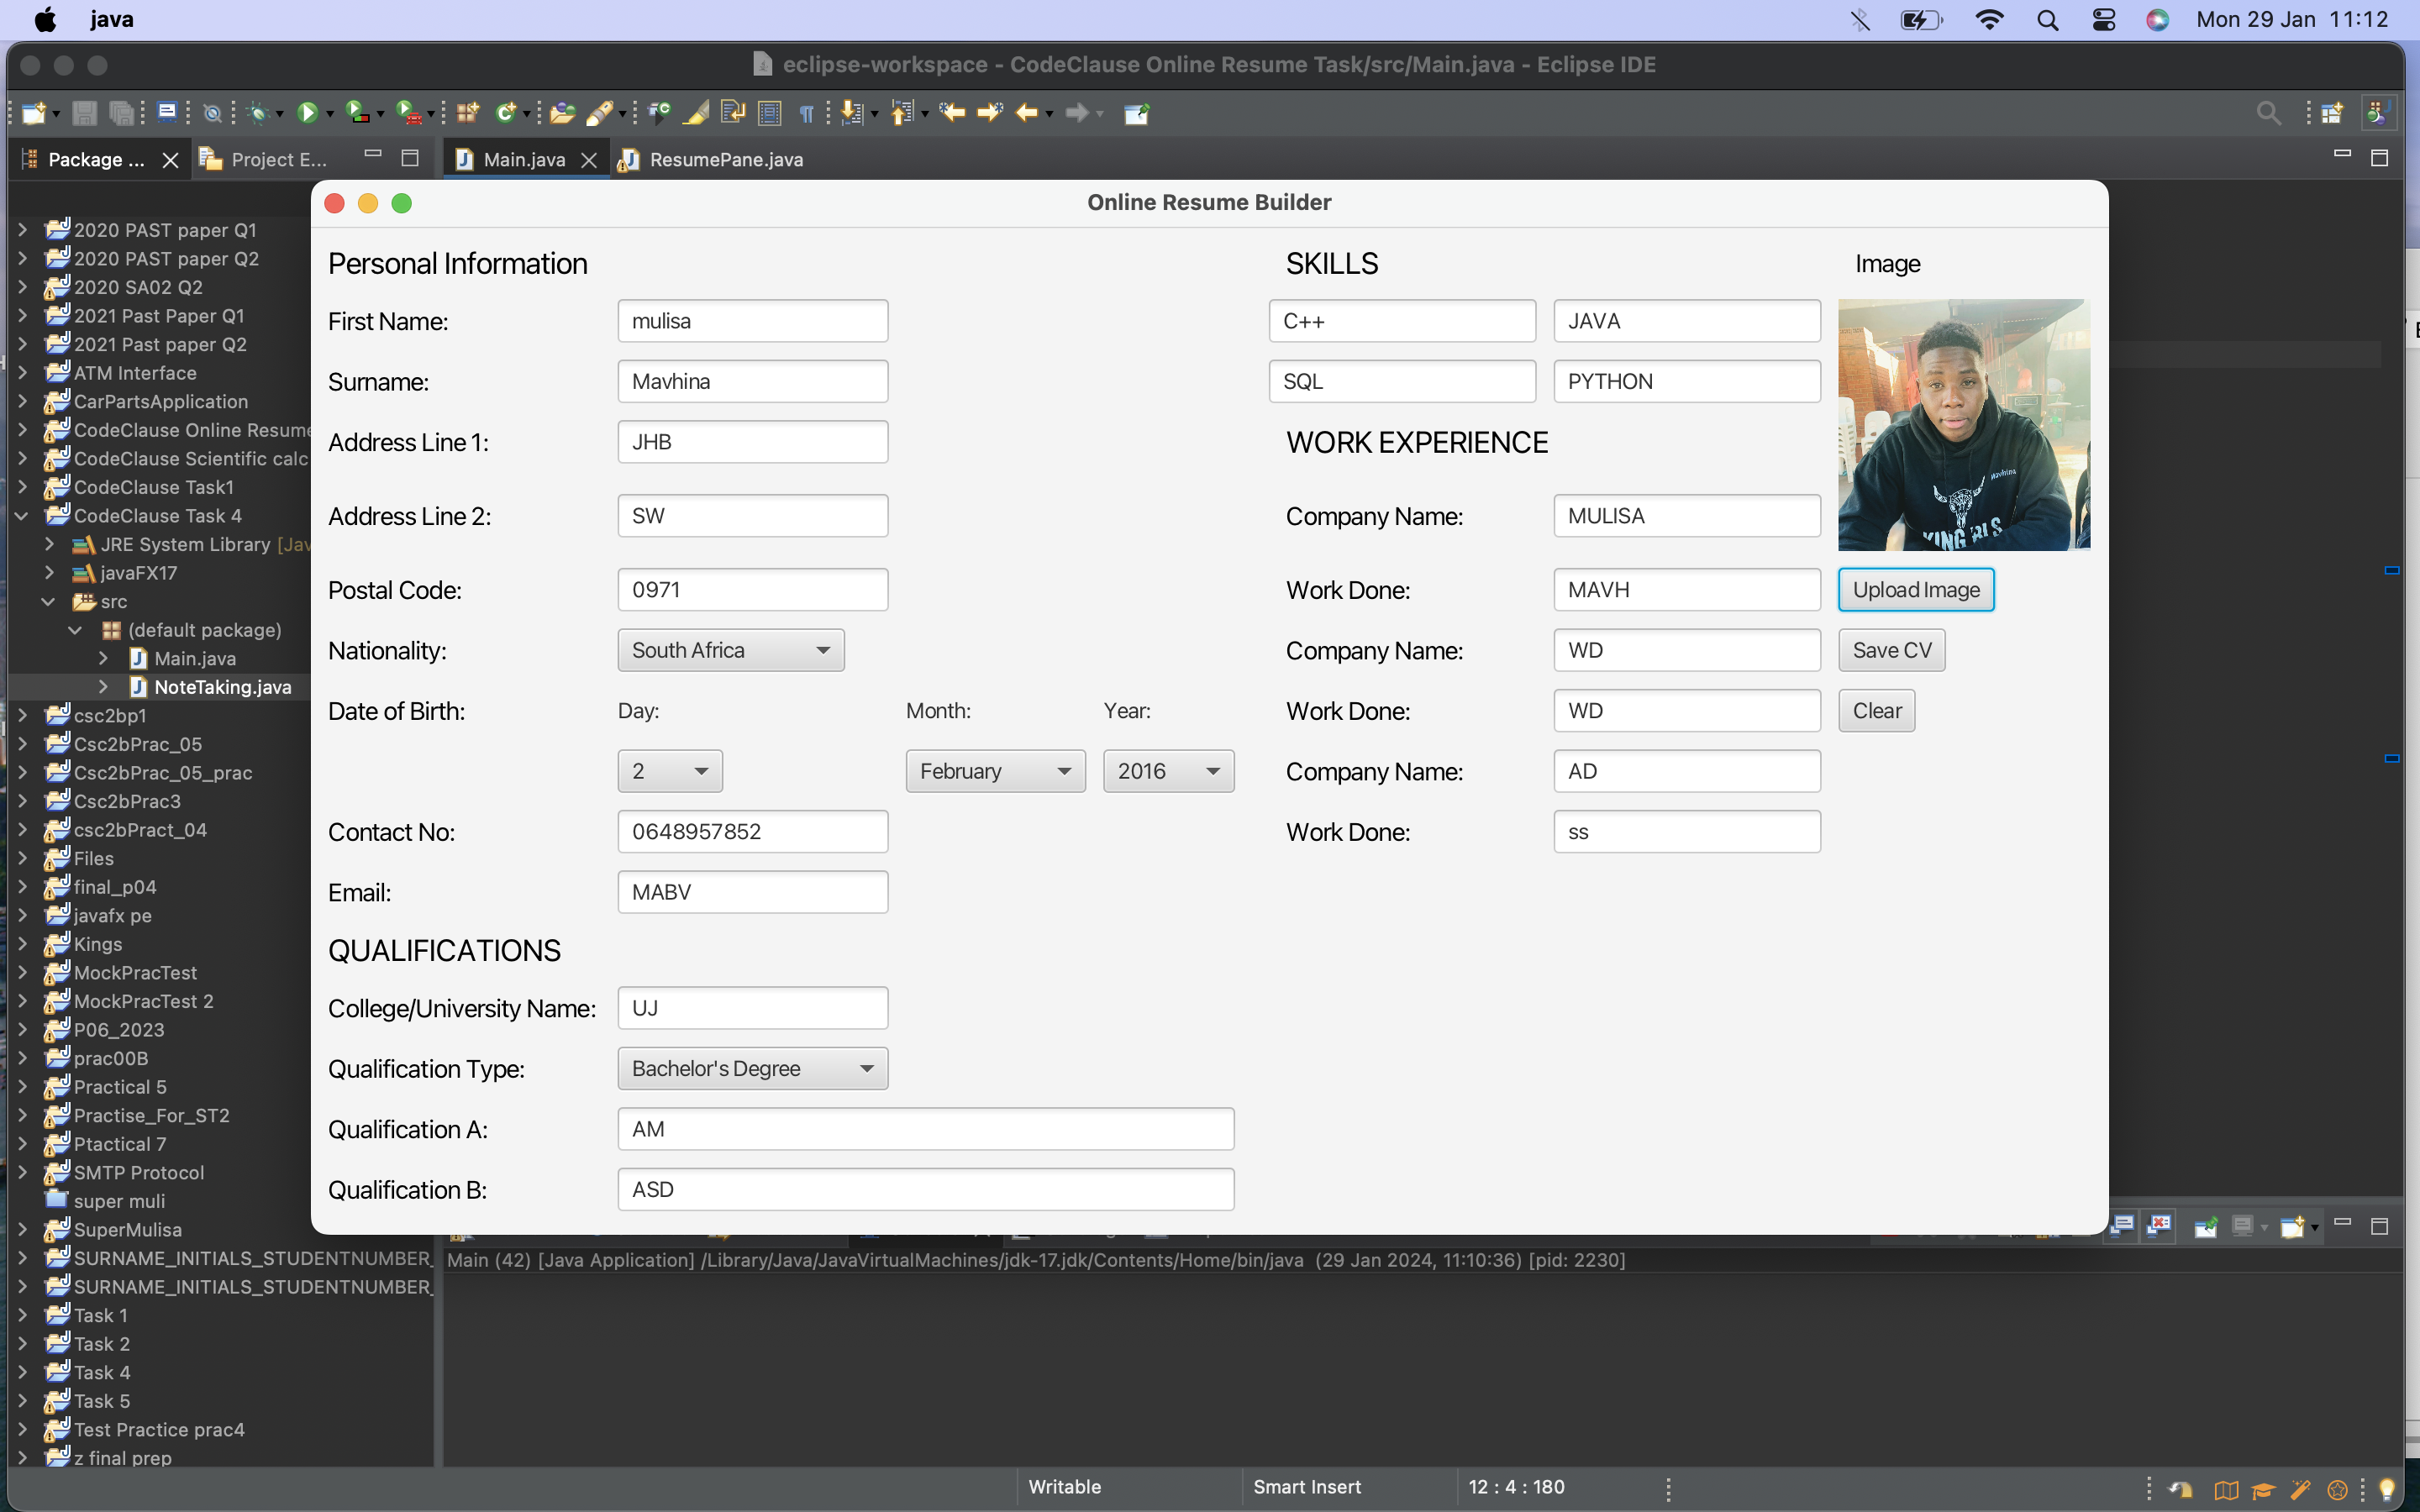 java
Mon 29 Jan 11:12
eclipse-workspace - CodeClause Online Resume Task/src/Main.java - Eclipse IDE
Package ...
Project E...
Main.java
ResumePane.java
2020 PAST paper Q1
2020 PAST paper Q2
2020 SA02 Q2
2021 Past Paper Q1
2021 Past paper Q2
ATM Interface
CarPartsApplication
CodeClause Online Resume
CodeClause Scientific calc
CodeClause Task1
CodeClause Task 4
JRE System Library [Jav
javaFX17
src
(default package)
Main.java
NoteTaking.java
csc2bp1
Csc2bPrac_05
Csc2bPrac_05_prac
Csc2bPrac3
csc2bPract_04
Files
final_p04
javafx pe
Kings
MockPracTest
MockPracTest 2
P06_2023
prac00B
Practical 5
Practise_For_ST2
Ptactical 7
SMTP Protocol
super muli
SuperMulisa
SURNAME_INITIALS_STUDENTNUMBER_
SURNAME_INITIALS_STUDENTNUMBER_
Task 1
Task 2
Task 4
Task 5
Test Practice prac4
z final prep
Online Resume Builder
Personal Information
First Name: mulisa
Surname: Mavhina
Address Line 1: JHB
Address Line 2: SW
Postal Code: 0971
Nationality: South Africa
Date of Birth: Day: Month: Year:
2 February 2016
Contact No: 0648957852
Email: MABV
QUALIFICATIONS
College/University Name: UJ
Qualification Type: Bachelor's Degree
Qualification A: AM
Qualification B: ASD
SKILLS
C++ JAVA
SQL PYTHON
WORK EXPERIENCE
Company Name: MULISA
Work Done: MAVH
Company Name: WD
Work Done: WD
Company Name: AD
Work Done: ss
Image
Mavhina
KING
Upload Image
Save CV
Clear
Main (42) [Java Application] /Library/Java/JavaVirtualMachines/jdk-17.jdk/Contents/Home/bin/java (29 Jan 2024, 11:10:36) [pid: 2230]
Writable
Smart Insert
12 : 4 : 180